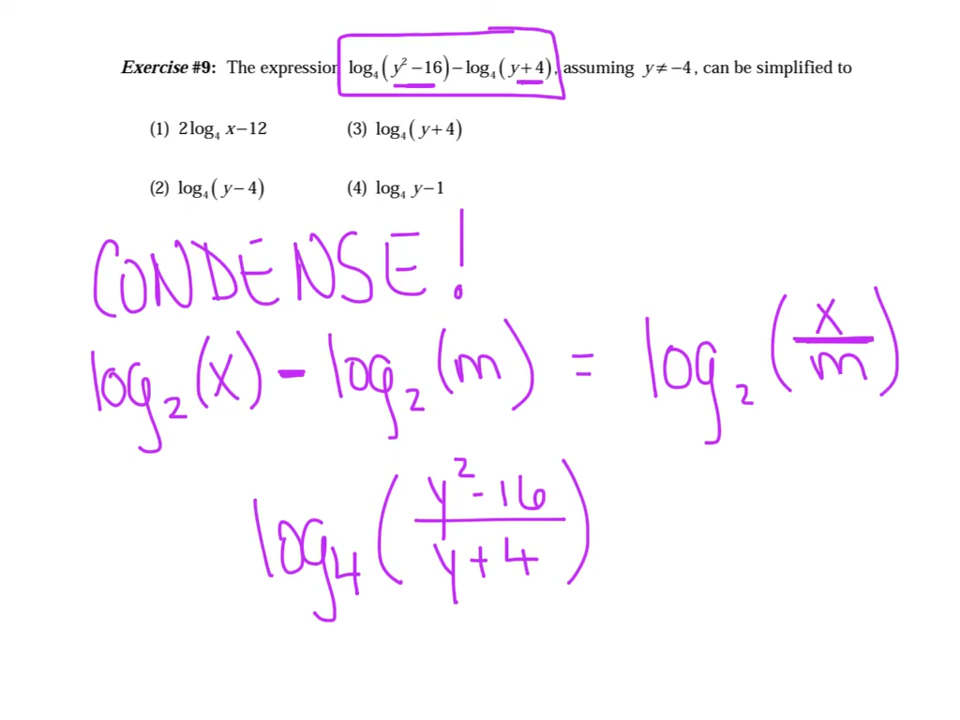 Exercise #9: The expression log₄(y² −16)−log₄(y+4), assuming y≠−4, can be simplified to
(1) 2log₄ x−12 (3) log₄(y+4)
(2) log₄(y−4) (4) log₄ y−1
CONDENSE!
log₂(x) - log₂(m) = log₂(x/m)
log₄(y²-16/y+4)